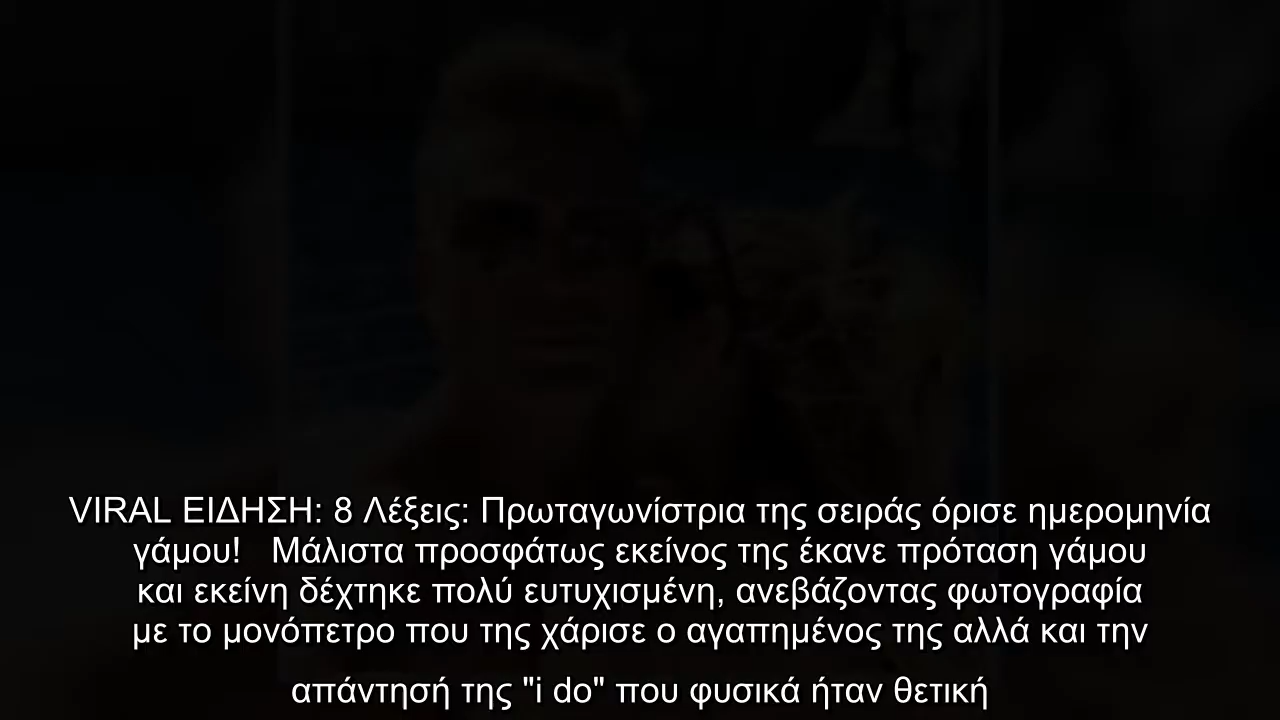 VIRAL ΕΙΔΗΣΗ: 8 Λέξεις: Πρωταγωνίστρια της σειράς όρισε ημερομηνία
γάμου!   Μάλιστα προσφάτως εκείνος της έκανε πρόταση γάμου
και εκείνη δέχτηκε πολύ ευτυχισμένη, ανεβάζοντας φωτογραφία
με το μονόπετρο που της χάρισε ο αγαπημένος της αλλά και την
απάντησή της "i do" που φυσικά ήταν θετική